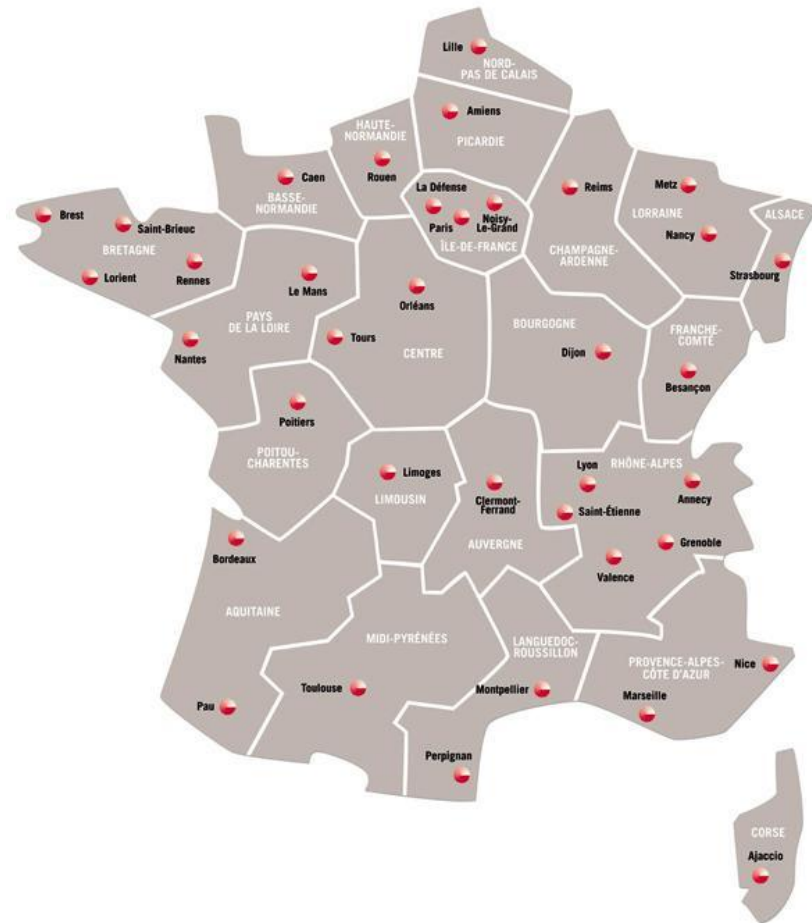 Lille
NORD-
PAS DE CALAIS
Amiens
PICARDIE
HAUTE-
NORMANDIE
Rouen
Caen
BASSE-
NORMANDIE
La Défense
Paris
Noisy-
Le-Grand
ÎLE-DE-FRANCE
Reims
CHAMPAGNE-
ARDENNE
Metz
LORRAINE
Nancy
ALSACE
Strasbourg
Brest
Saint-Brieuc
BRETAGNE
Lorient
Rennes
Le Mans
PAYS
DE LA LOIRE
Nantes
Orléans
Tours
CENTRE
BOURGOGNE
Dijon
FRANCHE-
COMTÉ
Besançon
Poitiers
POITOU-
CHARENTES
Limoges
LIMOUSIN
Clermont-
Ferrand
AUVERGNE
RHÔNE-ALPES
Lyon
Annecy
Saint-Étienne
Grenoble
Valence
Bordeaux
AQUITAINE
Pau
MIDI-PYRÉNÉES
Toulouse
LANGUEDOC-
ROUSSILLON
Montpellier
Perpignan
PROVENCE-ALPES-
CÔTE D'AZUR
Nice
Marseille
CORSE
Ajaccio